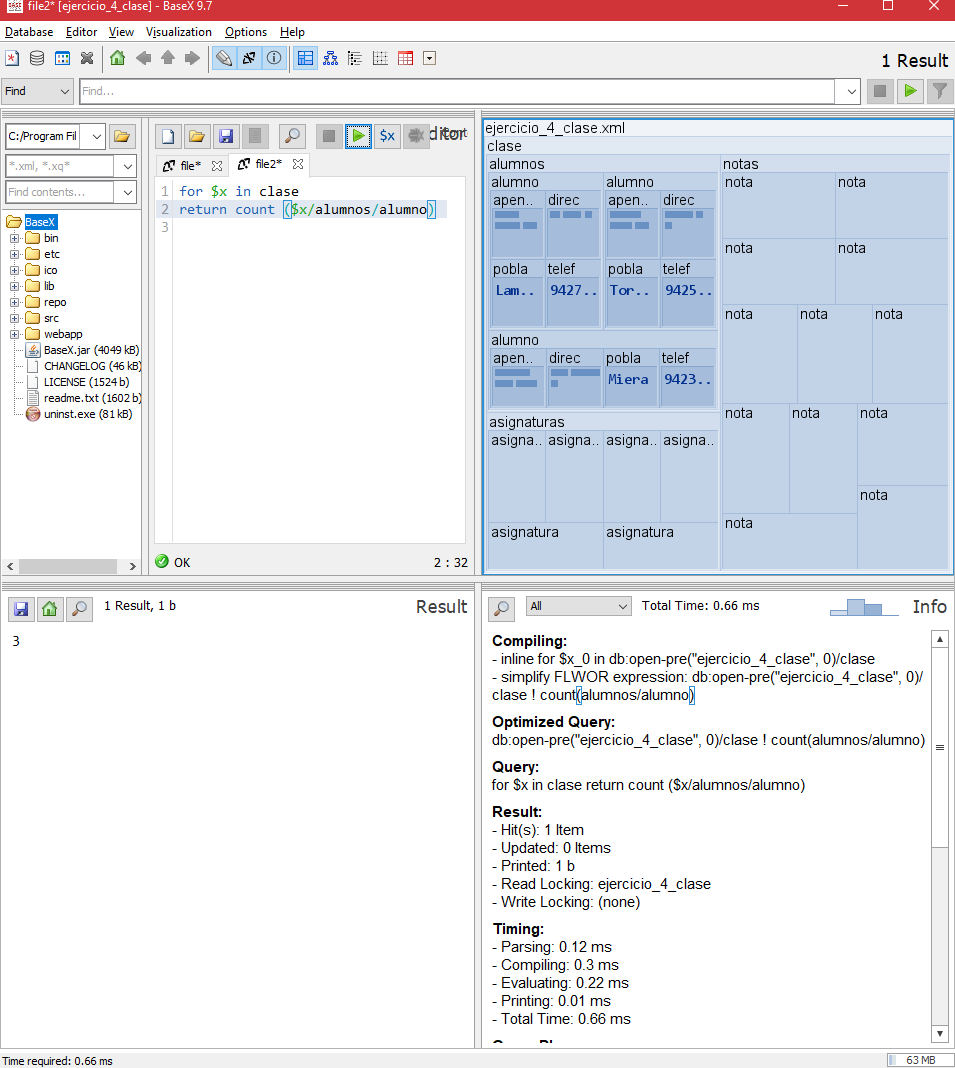 file2* [ejercicio_4_clase] - BaseX 9.7
Database Editor View Visualization Options Help
1 Result
Find Find...
C:/Program Fil
*.xml, *.xq*
Find contents...
BaseX
bin
etc
ico
lib
repo
src
webapp
BaseX.jar (4049 kB)
CHANGELOG (46 kB)
LICENSE (1524 b)
readme.txt (1602 b)
uninst.exe (81 kB)
$x
file* file2*
1 for $x in clase
2 return count ($x/alumnos/alumno)
3
OK 2 : 32
ejercicio_4_clase.xml
clase
alumnos notas
alumno alumno nota nota
apen.. direc apen.. direc
nota nota
pobla telef pobla telef
Lam.. 9427.. Tor.. 9425..
nota nota nota
alumno
apen.. direc pobla telef
Miera 9423..
nota nota nota
asignaturas
asigna.. asigna.. asigna.. asigna..
nota
asignatura asignatura nota
1 Result, 1 b Result
3
All Total Time: 0.66 ms Info
Compiling:
- inline for $x_0 in db:open-pre("ejercicio_4_clase", 0)/clase
- simplify FLWOR expression: db:open-pre("ejercicio_4_clase", 0)/
clase ! count(alumnos/alumno)
Optimized Query:
db:open-pre("ejercicio_4_clase", 0)/clase ! count(alumnos/alumno)
Query:
for $x in clase return count ($x/alumnos/alumno)
Result:
- Hit(s): 1 Item
- Updated: 0 Items
- Printed: 1 b
- Read Locking: ejercicio_4_clase
- Write Locking: (none)
Timing:
- Parsing: 0.12 ms
- Compiling: 0.3 ms
- Evaluating: 0.22 ms
- Printing: 0.01 ms
- Total Time: 0.66 ms
Time required: 0.66 ms 63 MB